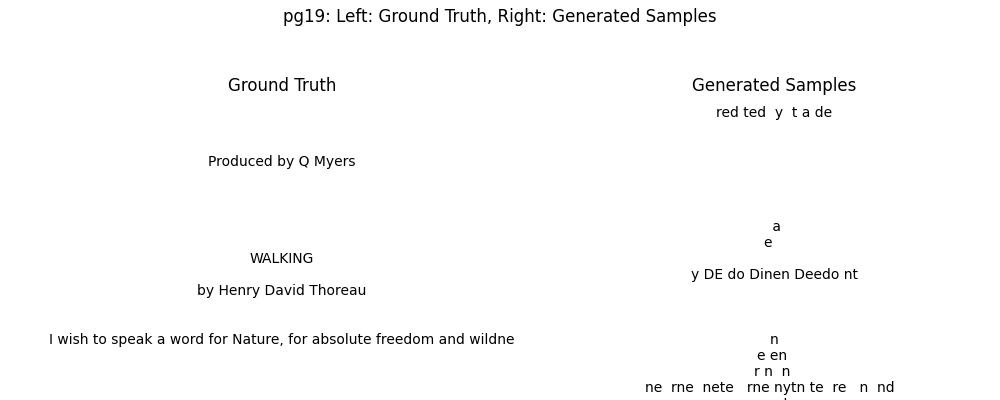 pg19: Left: Ground Truth, Right: Generated Samples
Ground Truth
Produced by Q Myers
WALKING
by Henry David Thoreau
I wish to speak a word for Nature, for absolute freedom and wildne
Generated Samples
red ted  y  t a de
a
e
y DE do Dinen Deedo nt
n
e en
r n  n
ne  rne  nete   rne nytn te  re   n  nd